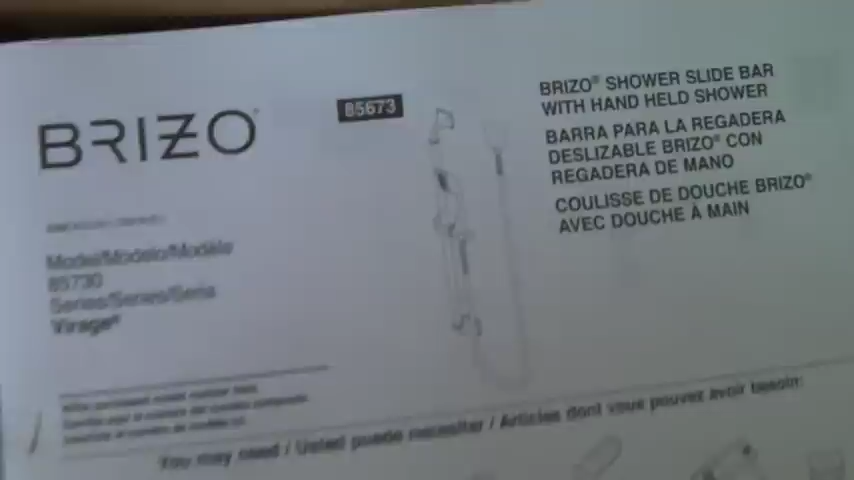 BRIZO®
85673
BRIZO® SHOWER SLIDE BAR
WITH HAND HELD SHOWER
BARRA PARA LA REGADERA
DESLIZABLE BRIZO® CON
REGADERA DE MANO
COULISSE DE DOUCHE BRIZO®
AVEC DOUCHE À MAIN
Model/Modelo/Modèle
85730
Series/Series/Seria
Virage®
You may need / Usted puede necesitar / Articles dont vous pouvez avoir besoin: